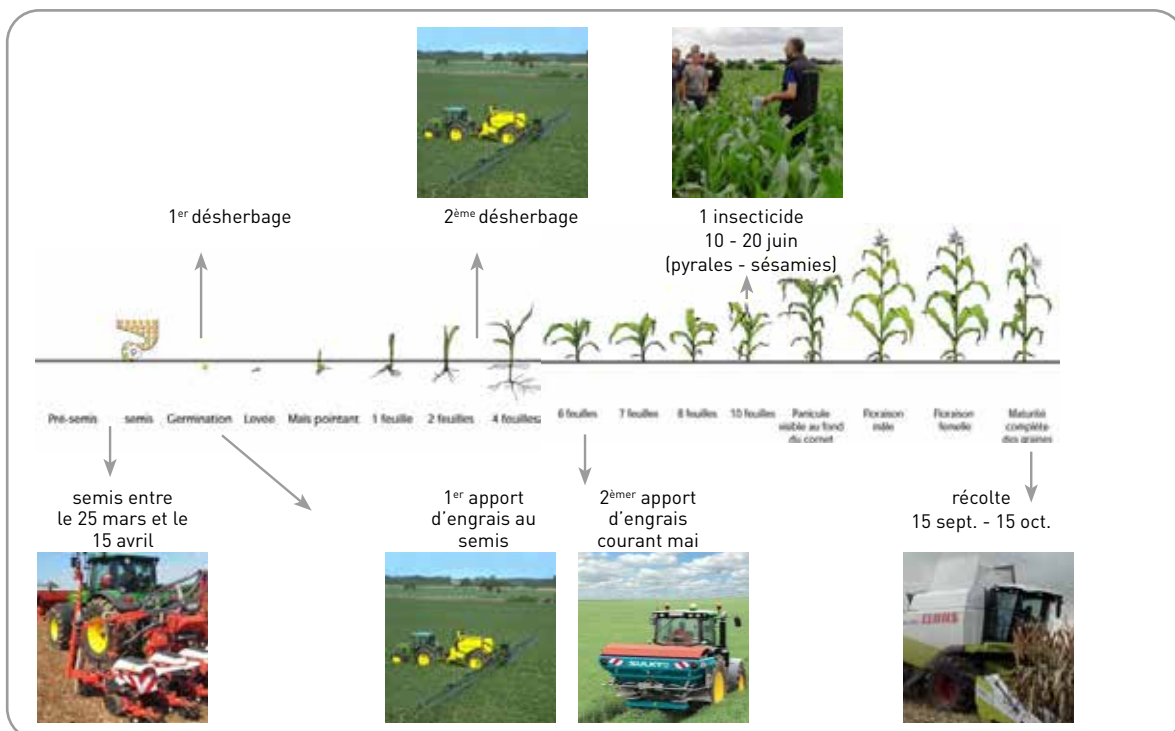 1er désherbage
2ème désherbage
1 insecticide
10 - 20 juin
(pyrales - sésamies)
Pré-semis
semis
Germination
Levée
Maïs pointant
1 feuille
2 feuilles
4 feuilles
6 feuilles
7 feuilles
8 feuilles
10 feuilles
Panicule
visible au fond
du cornet
Floraison
mâle
Floraison
femelle
Maturité
complète
des graines
semis entre
le 25 mars et le
15 avril
1er apport
d'engrais au
semis
2èmer apport
d'engrais
courant mai
récolte
15 sept. - 15 oct.
CLAAS